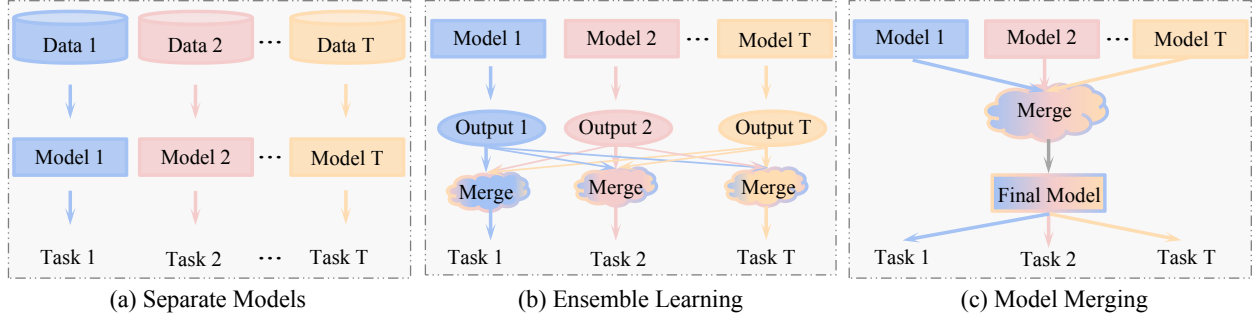 Data 1 Data 2 ... Data T
Model 1 Model 2 ... Model T
Task 1 Task 2 ... Task T
(a) Separate Models
Model 1 Model 2 ... Model T
Output 1 Output 2 Output T
Merge Merge Merge
Task 1 Task 2 Task T
(b) Ensemble Learning
Model 1 Model 2 ... Model T
Merge
Final Model
Task 1 Task 2 Task T
(c) Model Merging